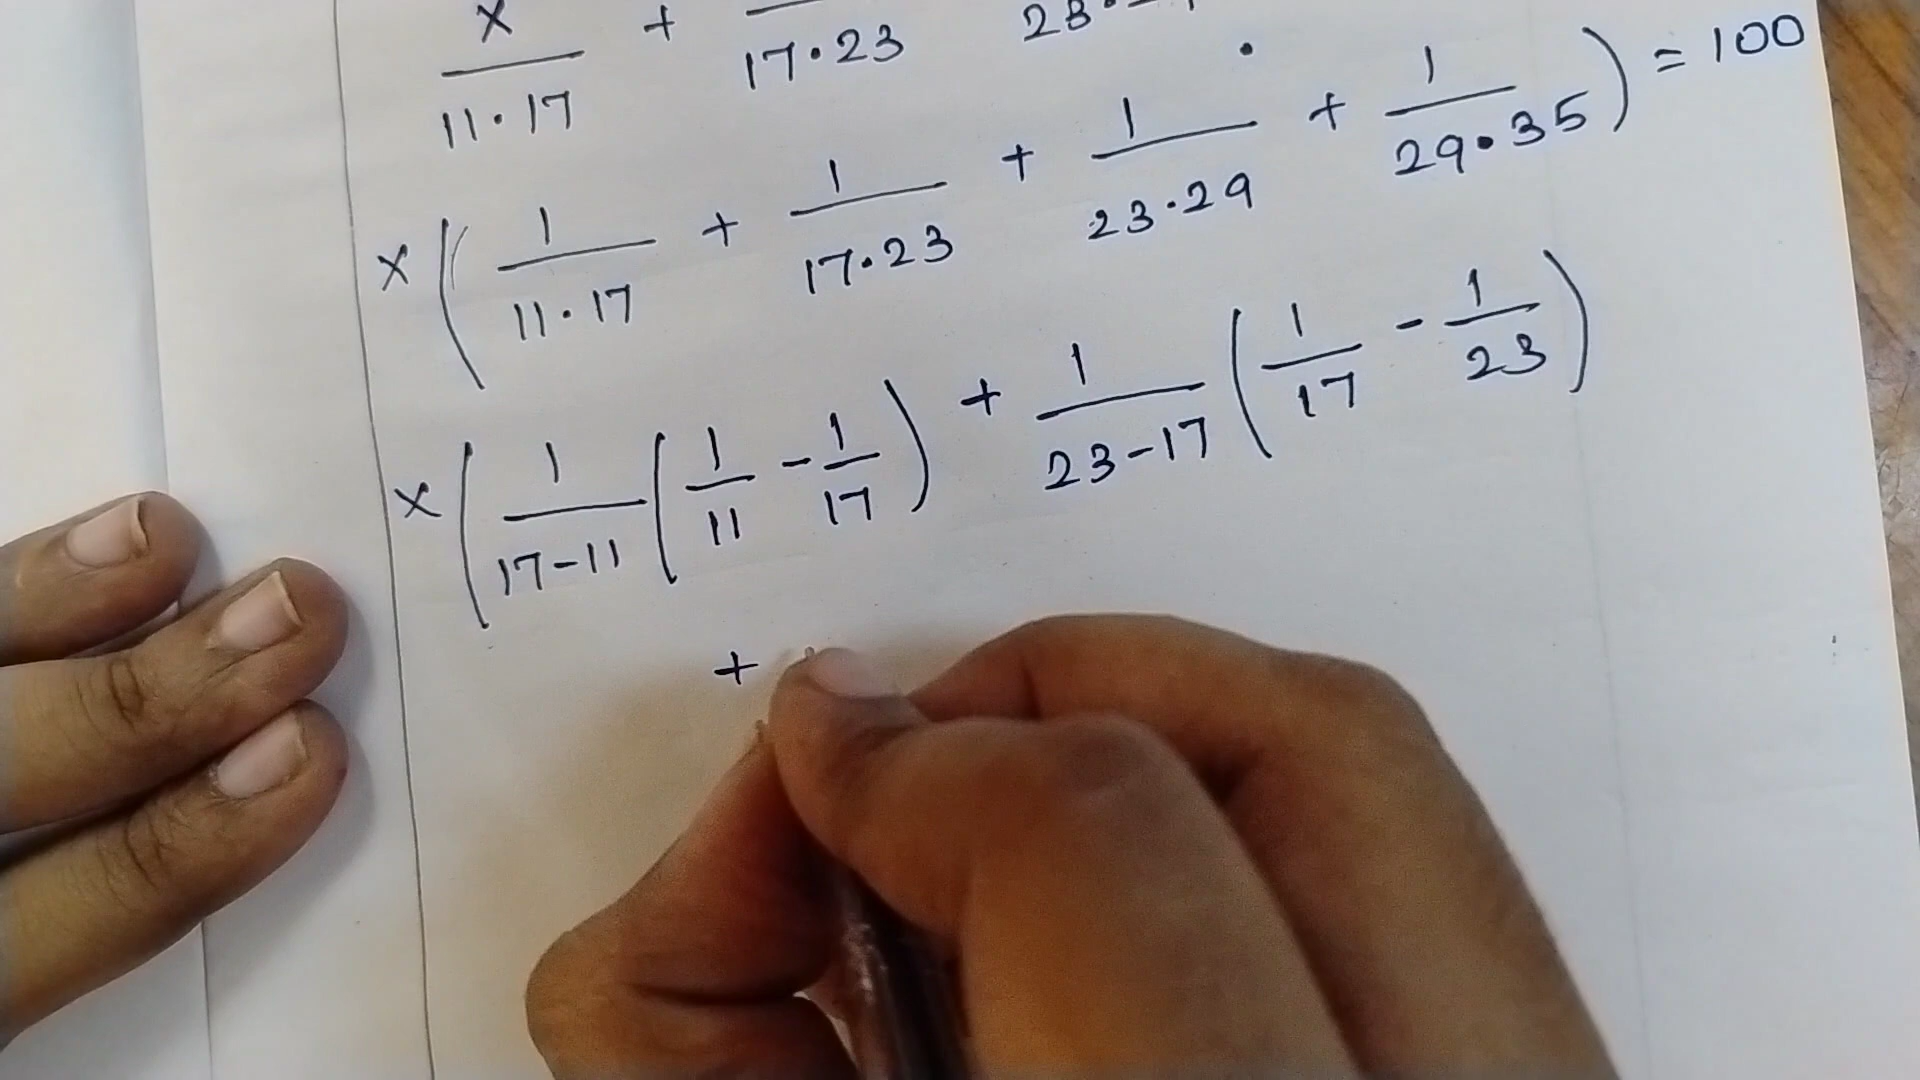 x/(11·17) + /(17·23) 23·
x(1/(11·17) + 1/(17·23) + 1/(23·29) + 1/(29·35)) = 100
x(1/(17-11)(1/11 - 1/17) + 1/(23-17)(1/17 - 1/23)
+